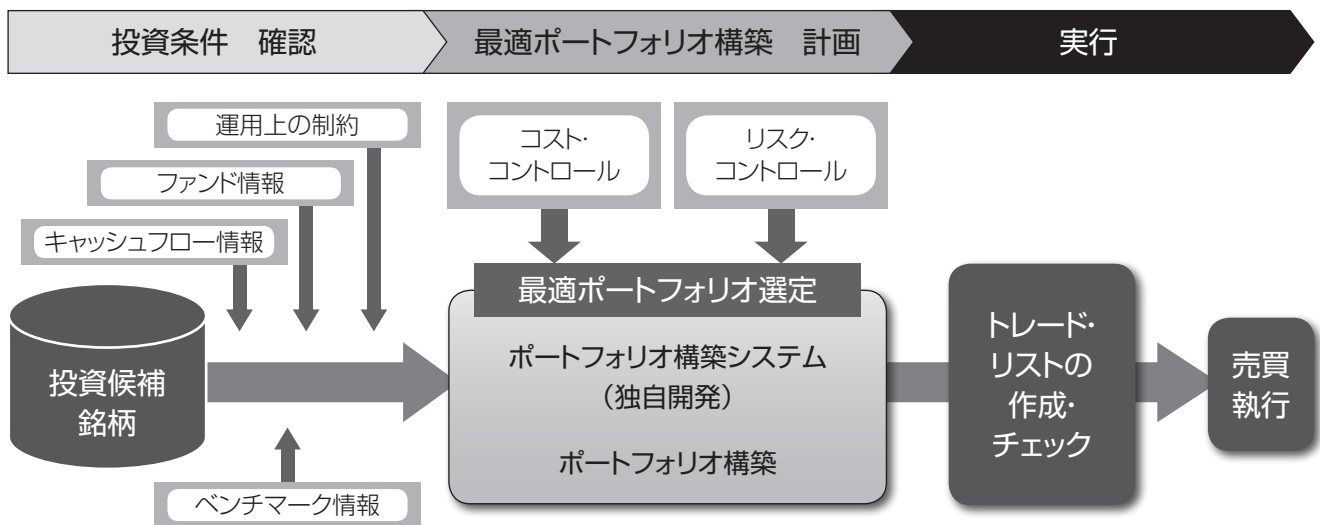 投資条件　確認
最適ポートフォリオ構築　計画
実行
運用上の制約
ファンド情報
キャッシュフロー情報
投資候補
銘柄
ベンチマーク情報
コスト・
コントロール
リスク・
コントロール
最適ポートフォリオ選定
ポートフォリオ構築システム
（独自開発）
ポートフォリオ構築
トレード・
リストの
作成・
チェック
売買
執行